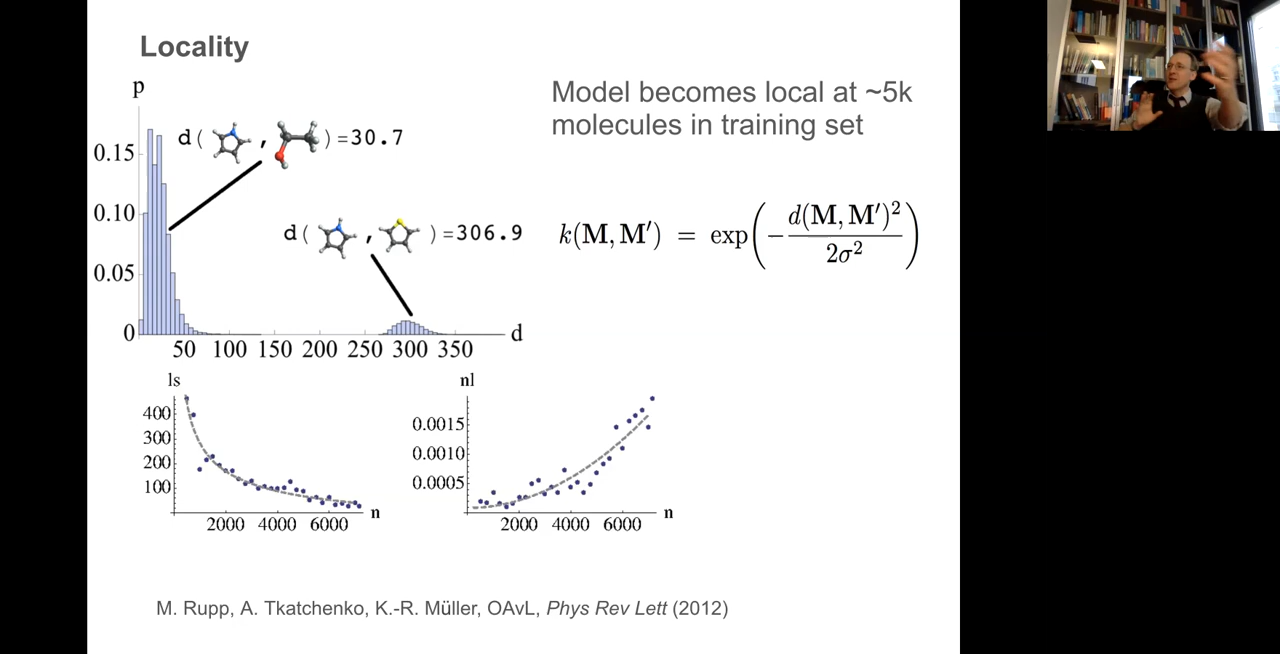 Locality
p
0.15
0.10
0.05
0
d( , )=30.7
d( , )=306.9
50 100 150 200 250 300 350
d
Model becomes local at ~5k
molecules in training set
k(M, M′) = exp(−d(M, M′)²/2σ²)
ls
400
300
200
100
2000 4000 6000
n
nl
0.0015
0.0010
0.0005
2000 4000 6000
n
M. Rupp, A. Tkatchenko, K.-R. Müller, OAvL, Phys Rev Lett (2012)